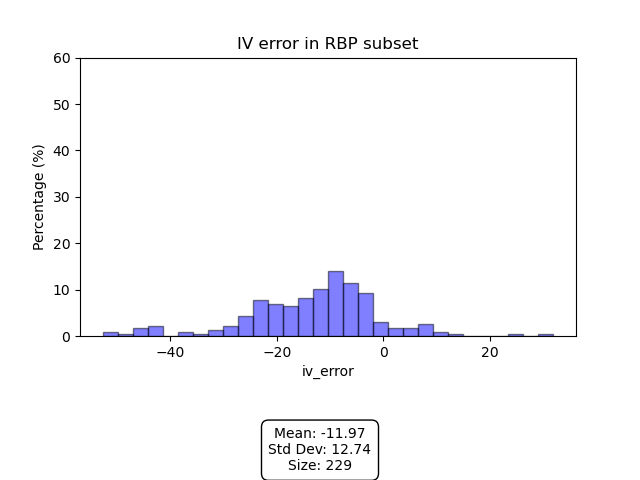 IV error in RBP subset
60
50
40
30
20
10
0
Percentage (%)
−40
−20
0
20
iv_error
Mean: -11.97
Std Dev: 12.74
Size: 229